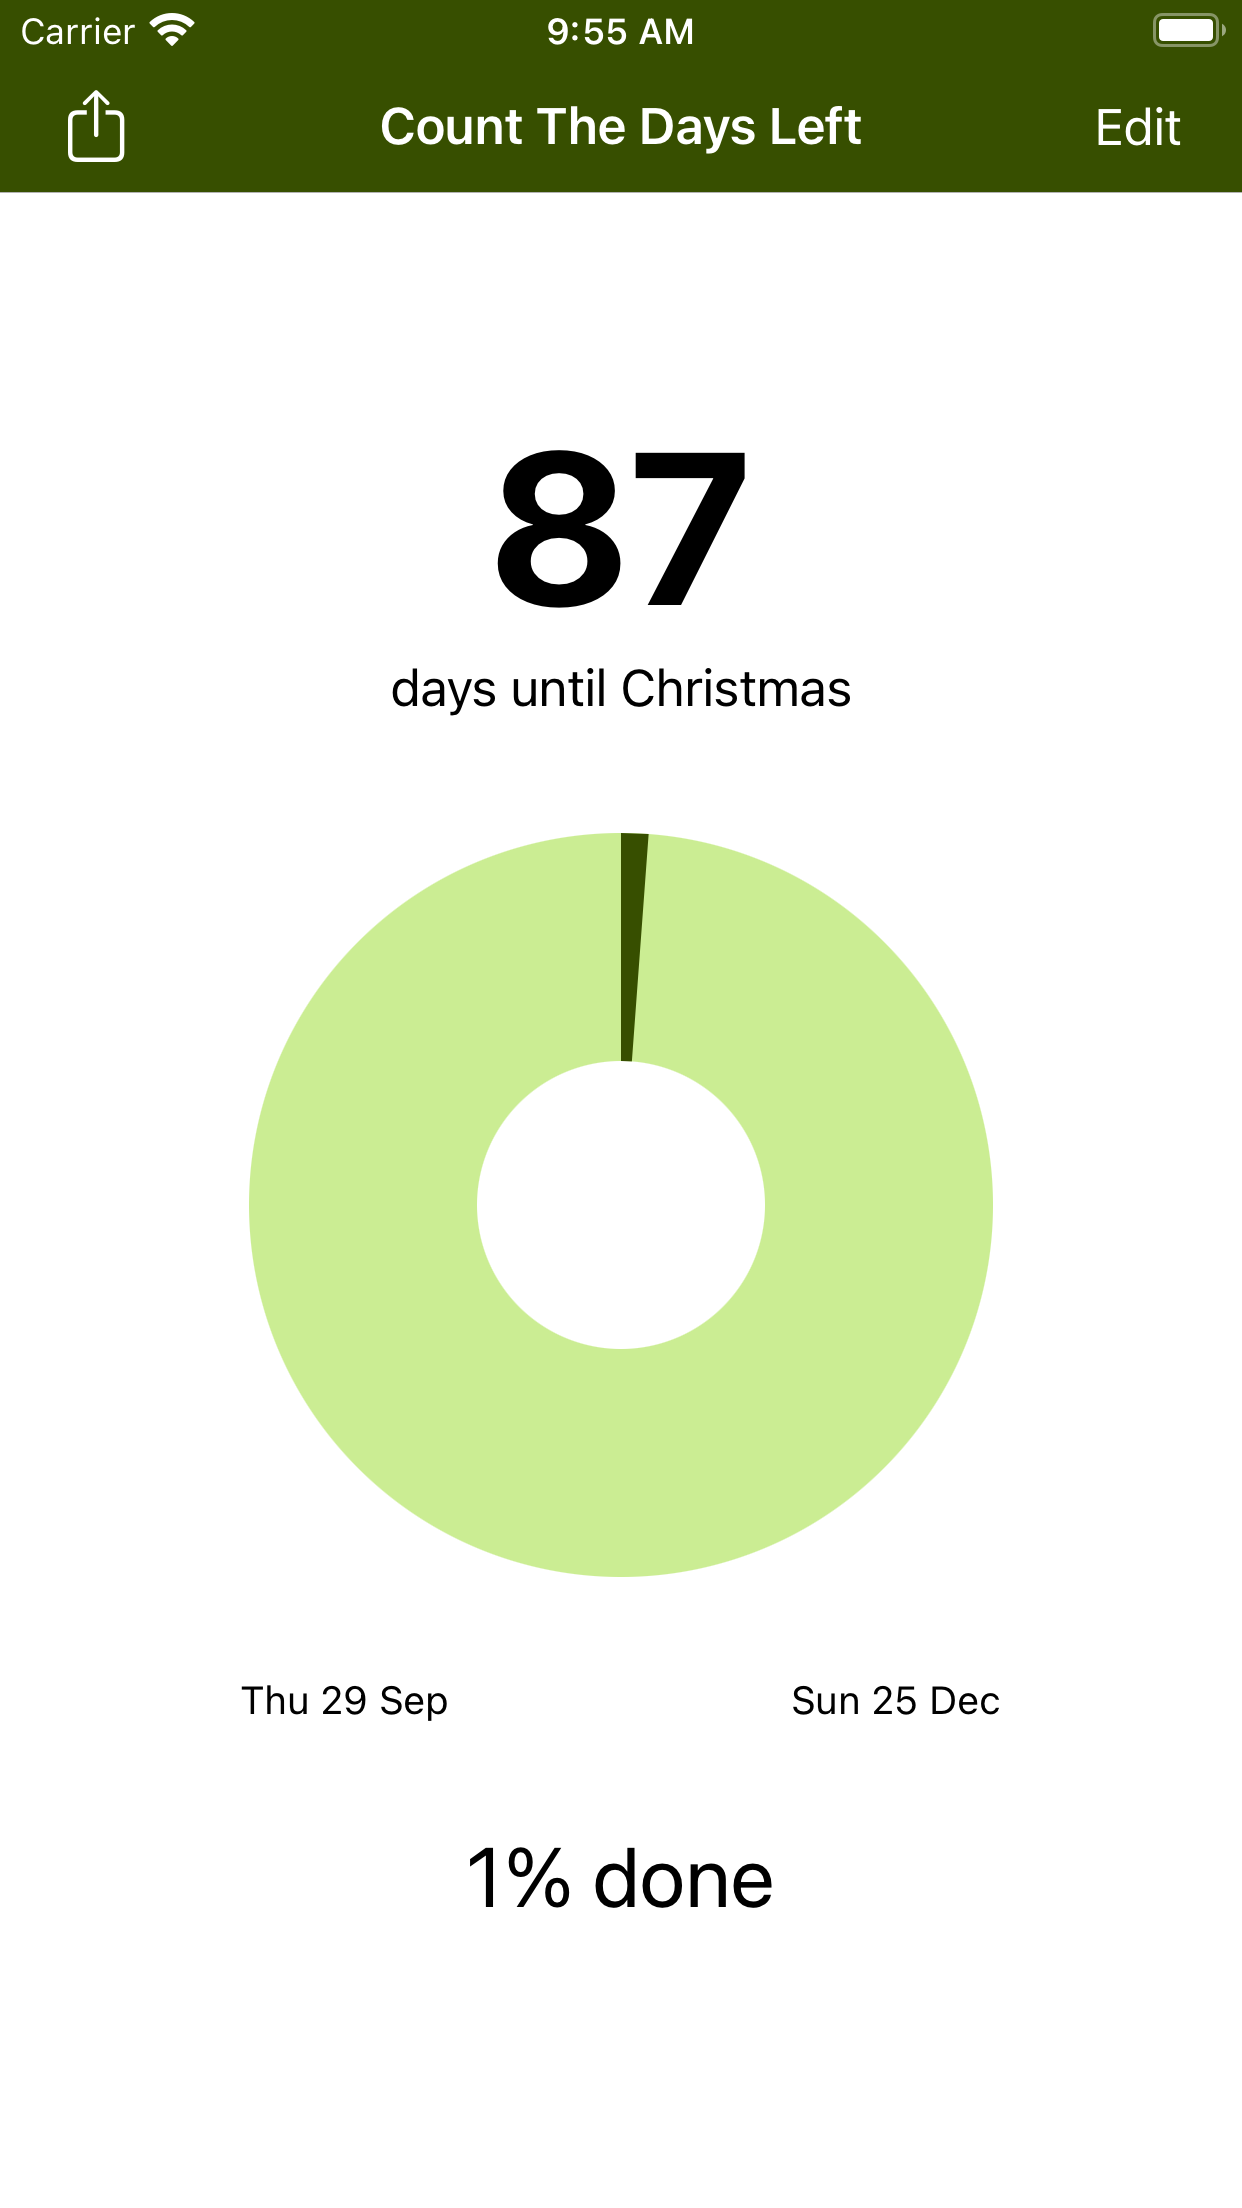 Carrier 9:55 AM
Count The Days Left Edit
87
days until Christmas
Thu 29 Sep Sun 25 Dec
1% done